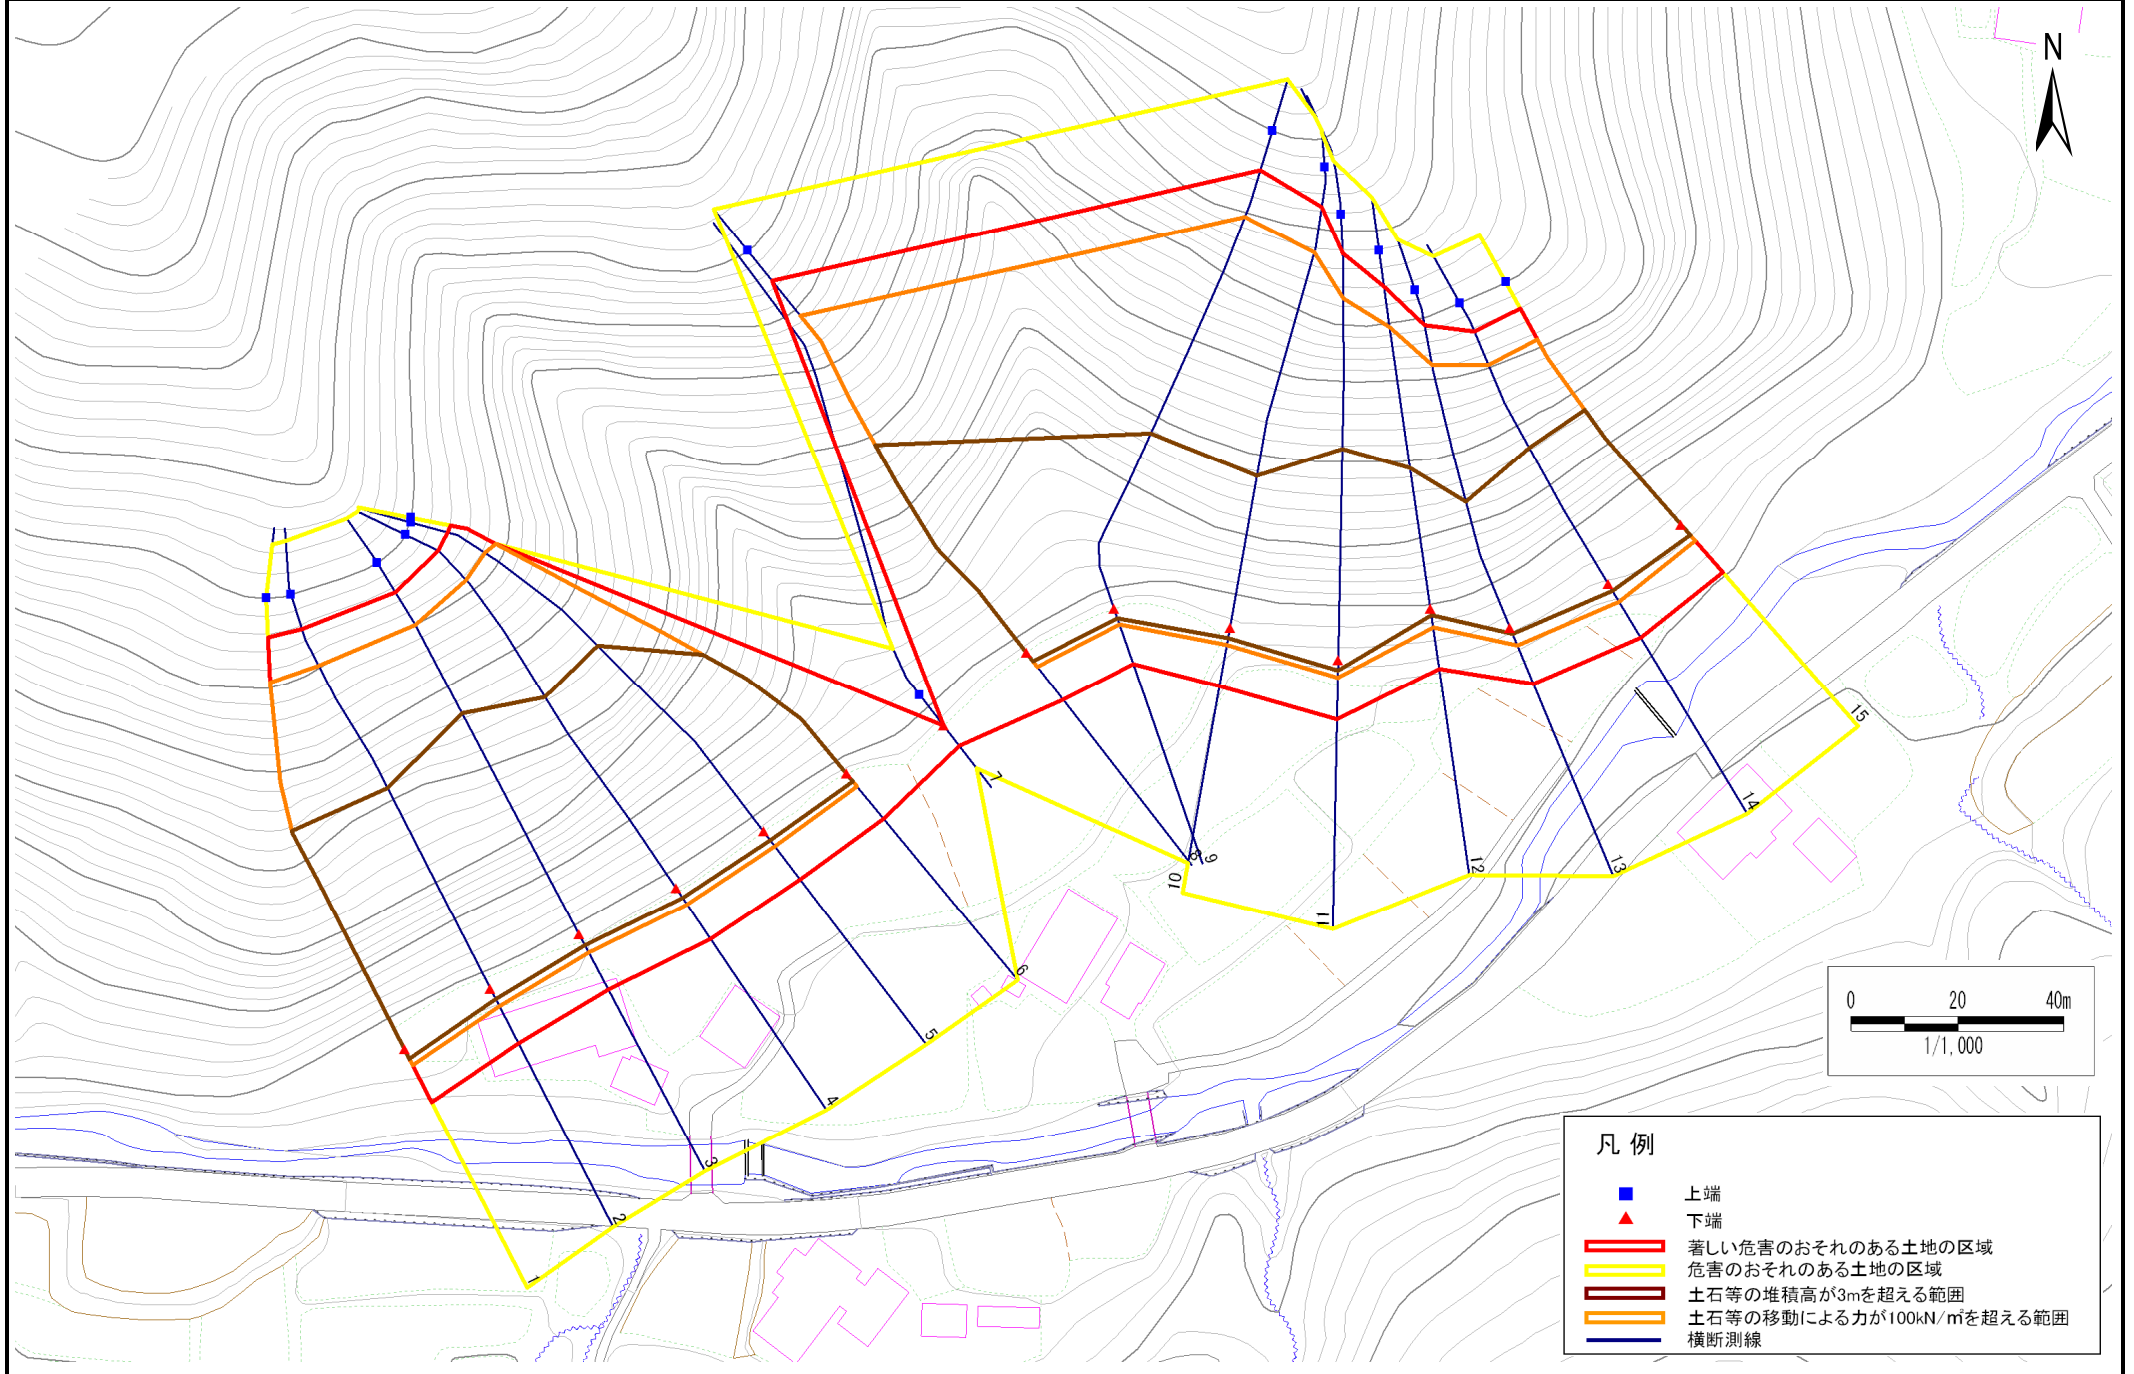 N
1
2
3
4
5
6
7
8
9
10
11
12
13
14
15
0 20 40m
1/1,000
凡 例
上端
下端
著しい危害のおそれのある土地の区域
危害のおそれのある土地の区域
土石等の堆積高が3mを超える範囲
土石等の移動による力が100kN/㎡を超える範囲
横断測線